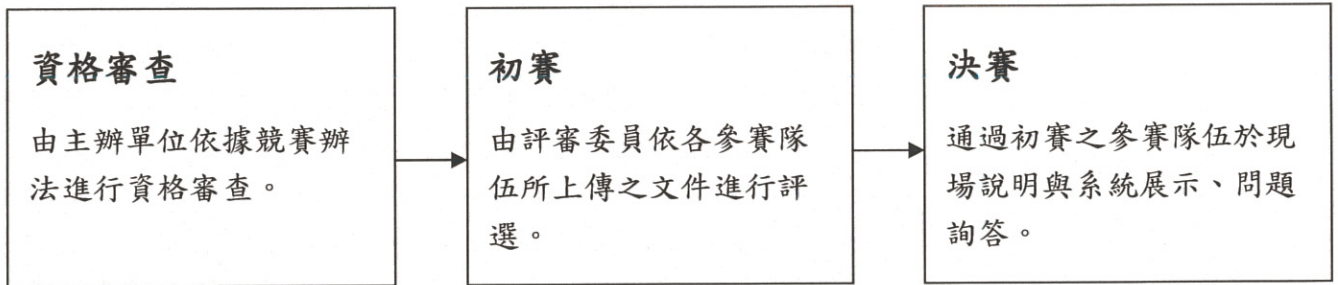 資格審查
由主辦單位依據競賽辦
法進行資格審查。
初賽
由評審委員依各參賽隊
伍所上傳之文件進行評
選。
決賽
通過初賽之參賽隊伍於現
場說明與系統展示、問題
詢答。